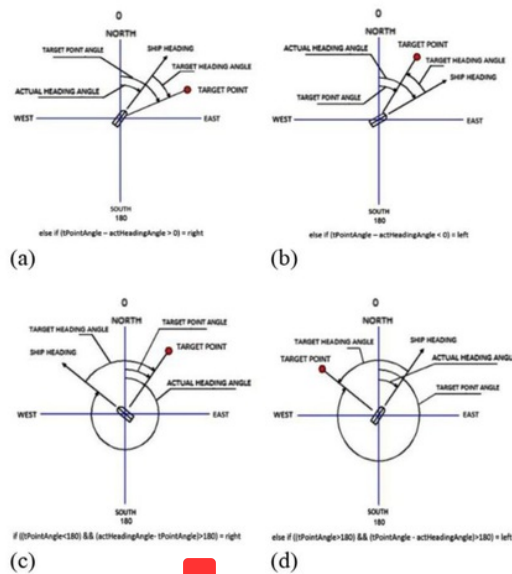 0
NORTH
TARGET POINT ANGLE
SHIP HEADING
TARGET HEADING ANGLE
ACTUAL HEADING ANGLE
TARGET POINT
WEST
EAST
SOUTH
180
else if (tPointAngle – actHeadingAngle > 0) = right
(a)
0
NORTH
ACTUAL HEADING ANGLE
TARGET POINT
TARGET HEADING ANGLE
SHIP HEADING
TARGET POINT ANGLE
WEST
EAST
SOUTH
180
else if (tPointAngle – actHeadingAngle < 0) = left
(b)
0
NORTH
TARGET HEADING ANGLE
TARGET POINT ANGLE
SHIP HEADING
TARGET POINT
ACTUAL HEADING ANGLE
WEST
EAST
SOUTH
180
if ((tPointAngle<180) && (actHeadingAngle- tPointAngle)>180) = right
(c)
0
NORTH
TARGET HEADING ANGLE
SHIP HEADING
TARGET POINT
ACTUAL HEADING ANGLE
TARGET POINT ANGLE
WEST
EAST
SOUTH
180
else if ((tPointAngle>180) && (tPointAngle - actHeadingAngle)>180) = left
(d)